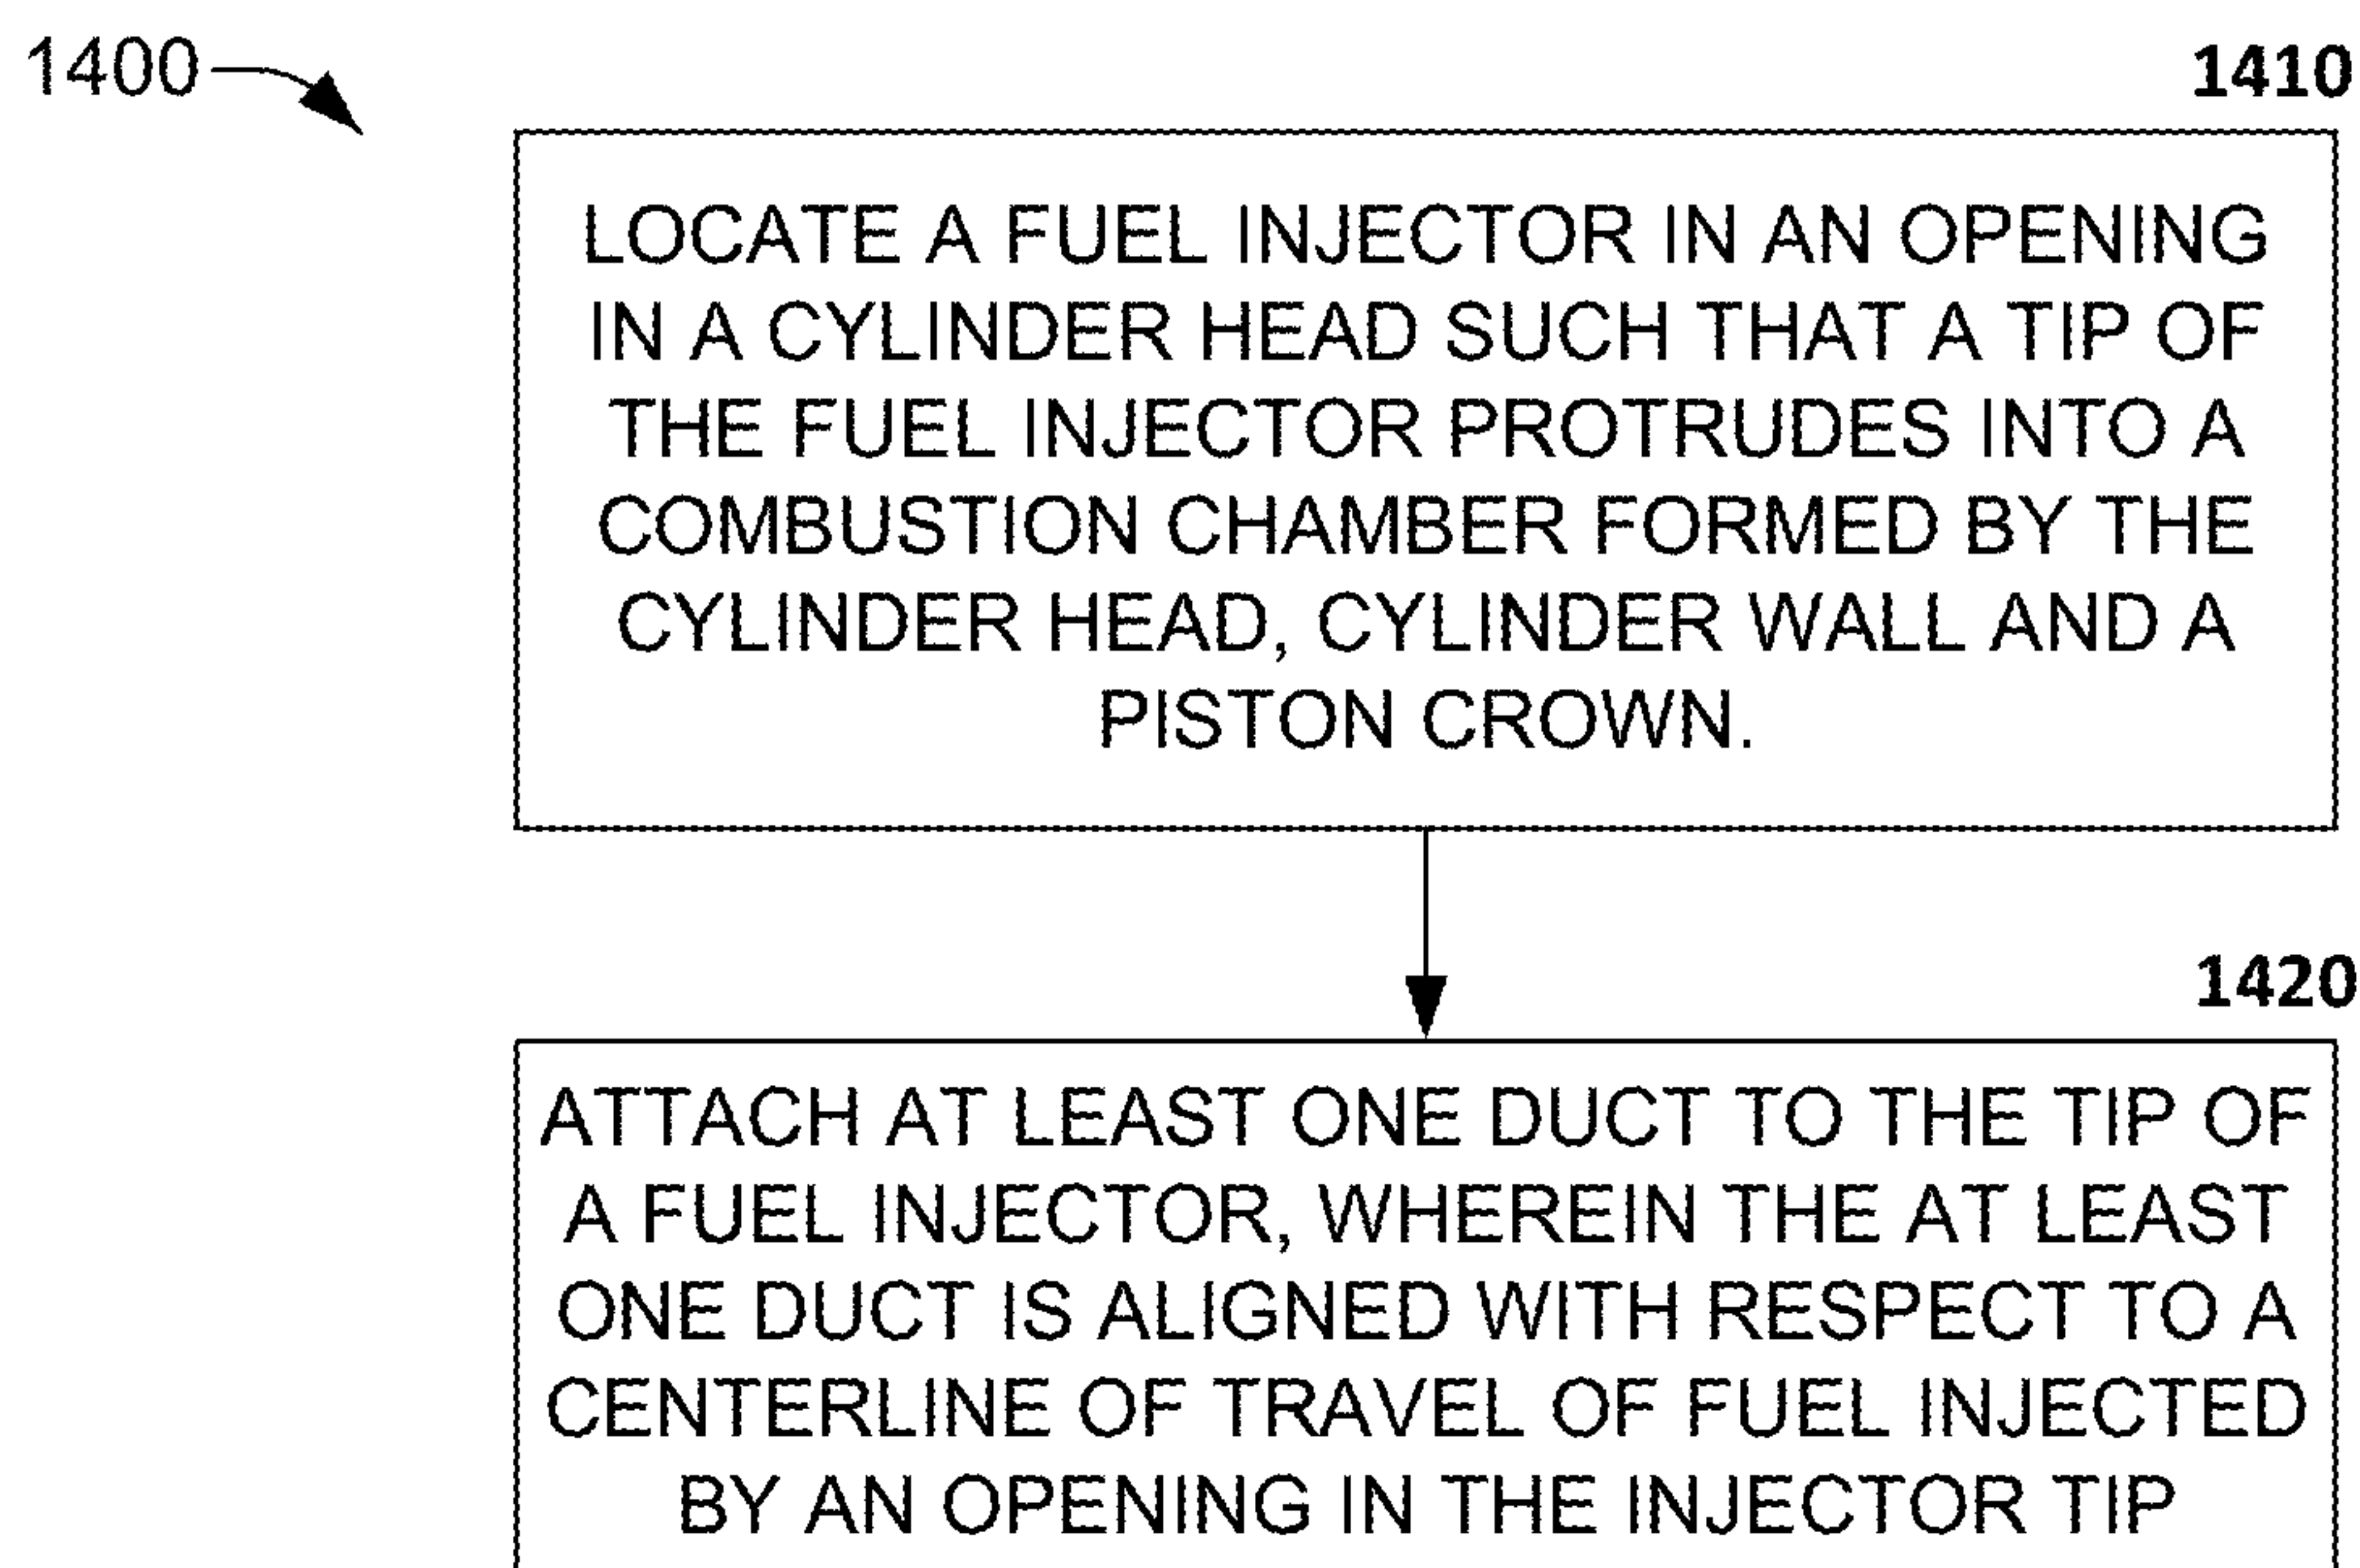 1400
1410
LOCATE A FUEL INJECTOR IN AN OPENING
IN A CYLINDER HEAD SUCH THAT A TIP OF
THE FUEL INJECTOR PROTRUDES INTO A
COMBUSTION CHAMBER FORMED BY THE
CYLINDER HEAD, CYLINDER WALL AND A
PISTON CROWN.
1420
ATTACH AT LEAST ONE DUCT TO THE TIP OF
A FUEL INJECTOR, WHEREIN THE AT LEAST
ONE DUCT IS ALIGNED WITH RESPECT TO A
CENTERLINE OF TRAVEL OF FUEL INJECTED
BY AN OPENING IN THE INJECTOR TIP